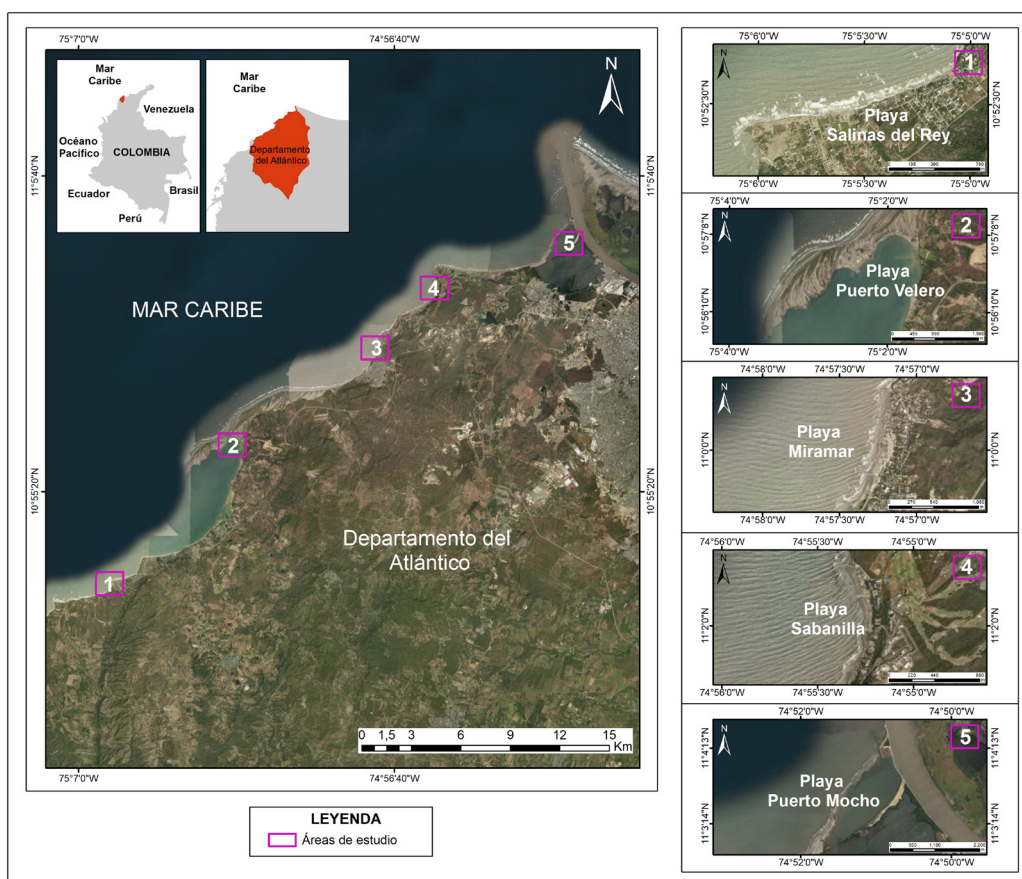 75°7'0"W
74°56'40"W
Mar
Caribe
Venezuela
Océano
Pacífico
COLOMBIA
Ecuador
Brasil
Perú
Mar
Caribe
Departamento
del Atlántico
N
11°5'40"N
11°5'40"N
5
4
MAR CARIBE
3
2
10°55'20"N
10°55'20"N
Departamento del
Atlántico
1
0 1,5 3 6 9 12 15
Km
75°7'0"W
74°56'40"W
LEYENDA
Áreas de estudio
75°6'0"W
75°5'30"W
75°5'0"W
N
1
10°52'30"N
10°52'30"N
Playa
Salinas del Rey
75°6'0"W
75°5'30"W
75°5'0"W
75°4'0"W
75°2'0"W
N
2
10°57'8"N
10°57'8"N
Playa
Puerto Velero
10°56'10"N
10°56'10"N
75°4'0"W
75°2'0"W
74°58'0"W
74°57'30"W
74°57'0"W
N
3
Playa
Miramar
11°0'0"N
11°0'0"N
74°58'0"W
74°57'30"W
74°57'0"W
74°56'0"W
74°55'30"W
74°55'0"W
N
4
Playa
Sabanilla
11°2'0"N
11°2'0"N
74°56'0"W
74°55'30"W
74°55'0"W
74°52'0"W
74°50'0"W
N
5
11°4'13"N
11°4'13"N
Playa
Puerto Mocho
11°3'14"N
11°3'14"N
74°52'0"W
74°50'0"W